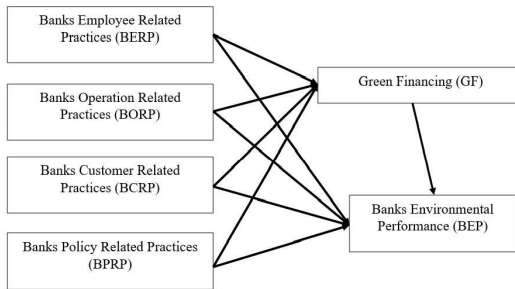 Banks Employee Related
Practices (BERP)
Green Financing (GF)
Banks Operation Related
Practices (BORP)
Banks Customer Related
Practices (BCRP)
Banks Environmental
Performance (BEP)
Banks Policy Related Practices
(BPRP)